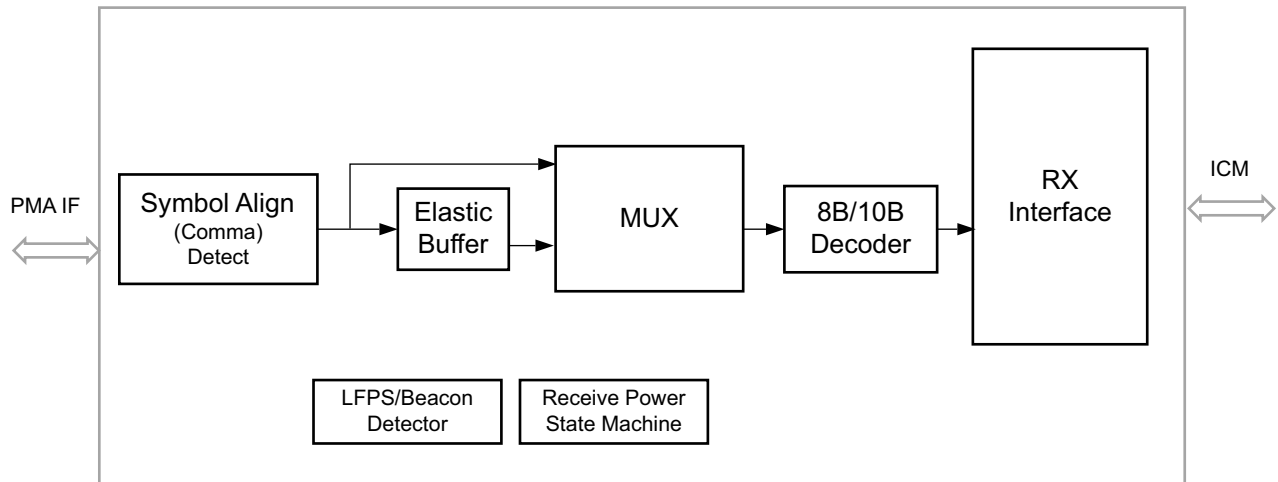 PMA IF
Symbol Align
(Comma)
Detect
Elastic
Buffer
MUX
8B/10B
Decoder
RX
Interface
ICM
LFPS/Beacon
Detector
Receive Power
State Machine